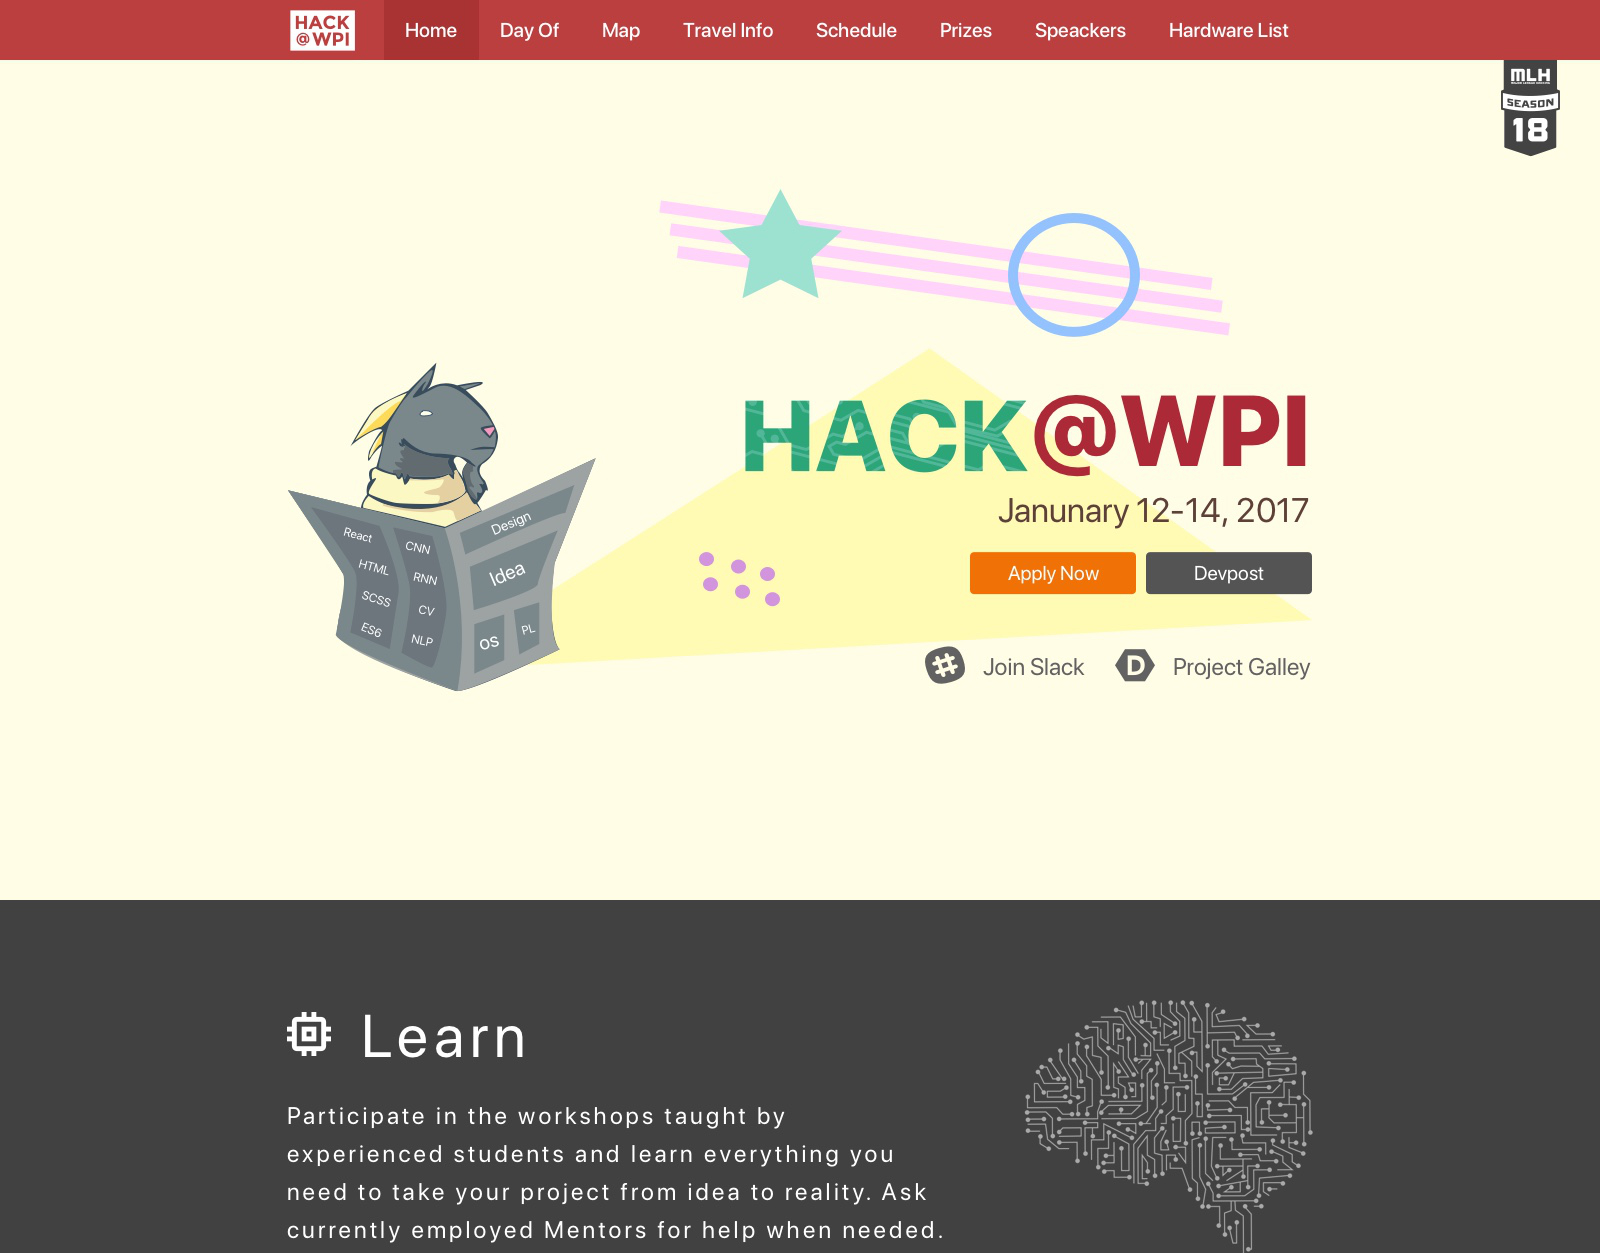 HACK
@ WPI
Home
Day Of
Map
Travel Info
Schedule
Prizes
Speackers
Hardware List
MLH
SEASON
18
HACK@WPI
Janunary 12-14, 2017
Apply Now
Devpost
Join Slack
D
Project Galley
React
HTML
SCSS
ES6
CNN
RNN
CV
NLP
Design
Idea
OS
PL
Learn
Participate in the workshops taught by
experienced students and learn everything you
need to take your project from idea to reality. Ask
currently employed Mentors for help when needed.